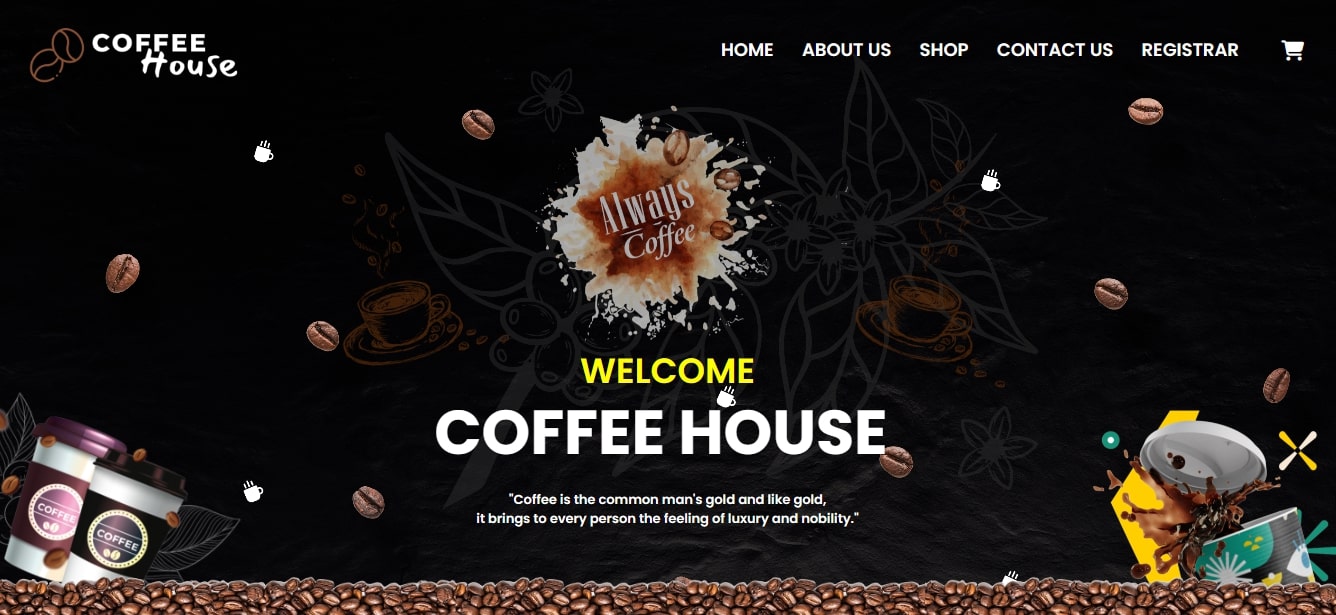 COFFEE
House
HOME ABOUT US SHOP CONTACT US REGISTRAR
Always
Coffee
WELCOME
COFFEE HOUSE
"Coffee is the common man's gold and like gold,
it brings to every person the feeling of luxury and nobility."
COFFEE
COFFEE